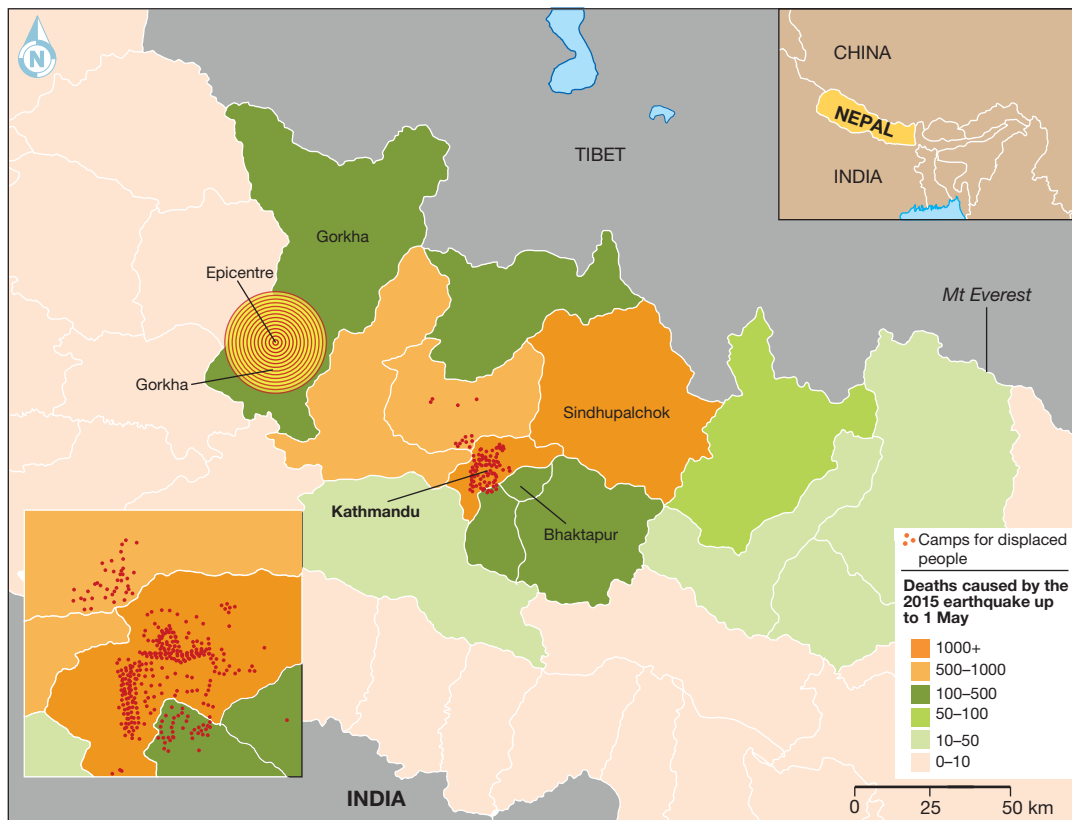 N
CHINA
NEPAL
INDIA
TIBET
Gorkha
Epicentre
Mt Everest
Gorkha
Sindhupalchok
Kathmandu
Bhaktapur
Camps for displaced
people
Deaths caused by the
2015 earthquake up
to 1 May
1000+
500–1000
100–500
50–100
10–50
0–10
INDIA
0 25 50 km